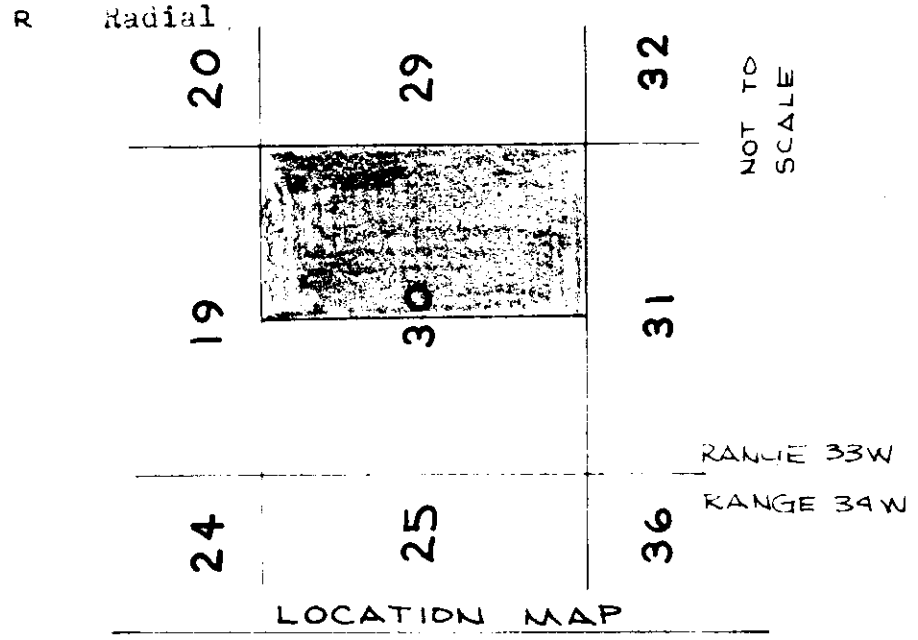 R Radial
20 29 32
NOT TO
SCALE
19 30 31
RANGE 33W
RANGE 34W
24 25 36
LOCATION MAP